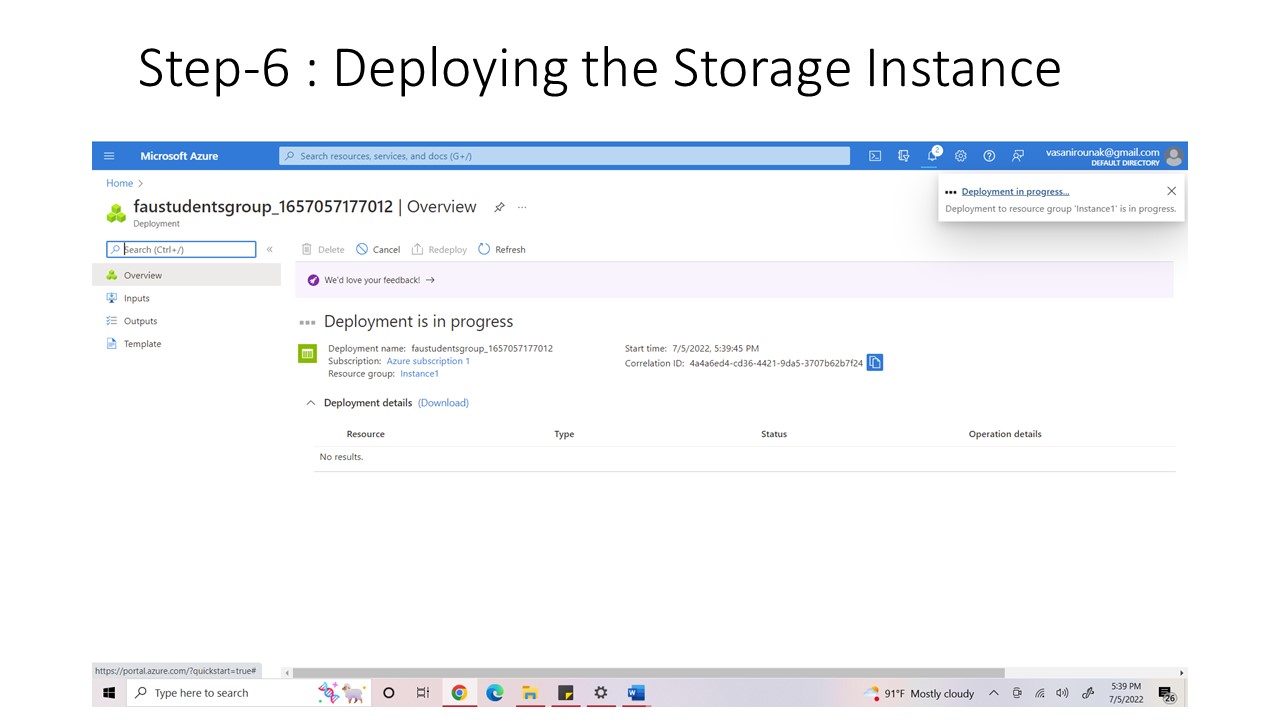 Step-6 : Deploying the Storage Instance
Microsoft Azure
Search resources, services, and docs (G+/)
2
vasanirounak@gmail.com
DEFAULT DIRECTORY
Home
Deployment in progress...
Deployment to resource group 'Instance1' is in progress.
faustudentsgroup_1657057177012 | Overview
Deployment
Search (Ctrl+/)
«
Delete
Cancel
Redeploy
Refresh
Overview
Inputs
Outputs
Template
We'd love your feedback! →
Deployment is in progress
Deployment name: faustudentsgroup_1657057177012
Subscription: Azure subscription 1
Resource group: Instance1
Start time: 7/5/2022, 5:39:45 PM
Correlation ID: 4a4a6ed4-cd36-4421-9da5-3707b62b7f24
Deployment details (Download)
Resource Type Status Operation details
No results.
https://portal.azure.com/?quickstart=true#
Type here to search
91°F Mostly cloudy
5:39 PM
7/5/2022
26